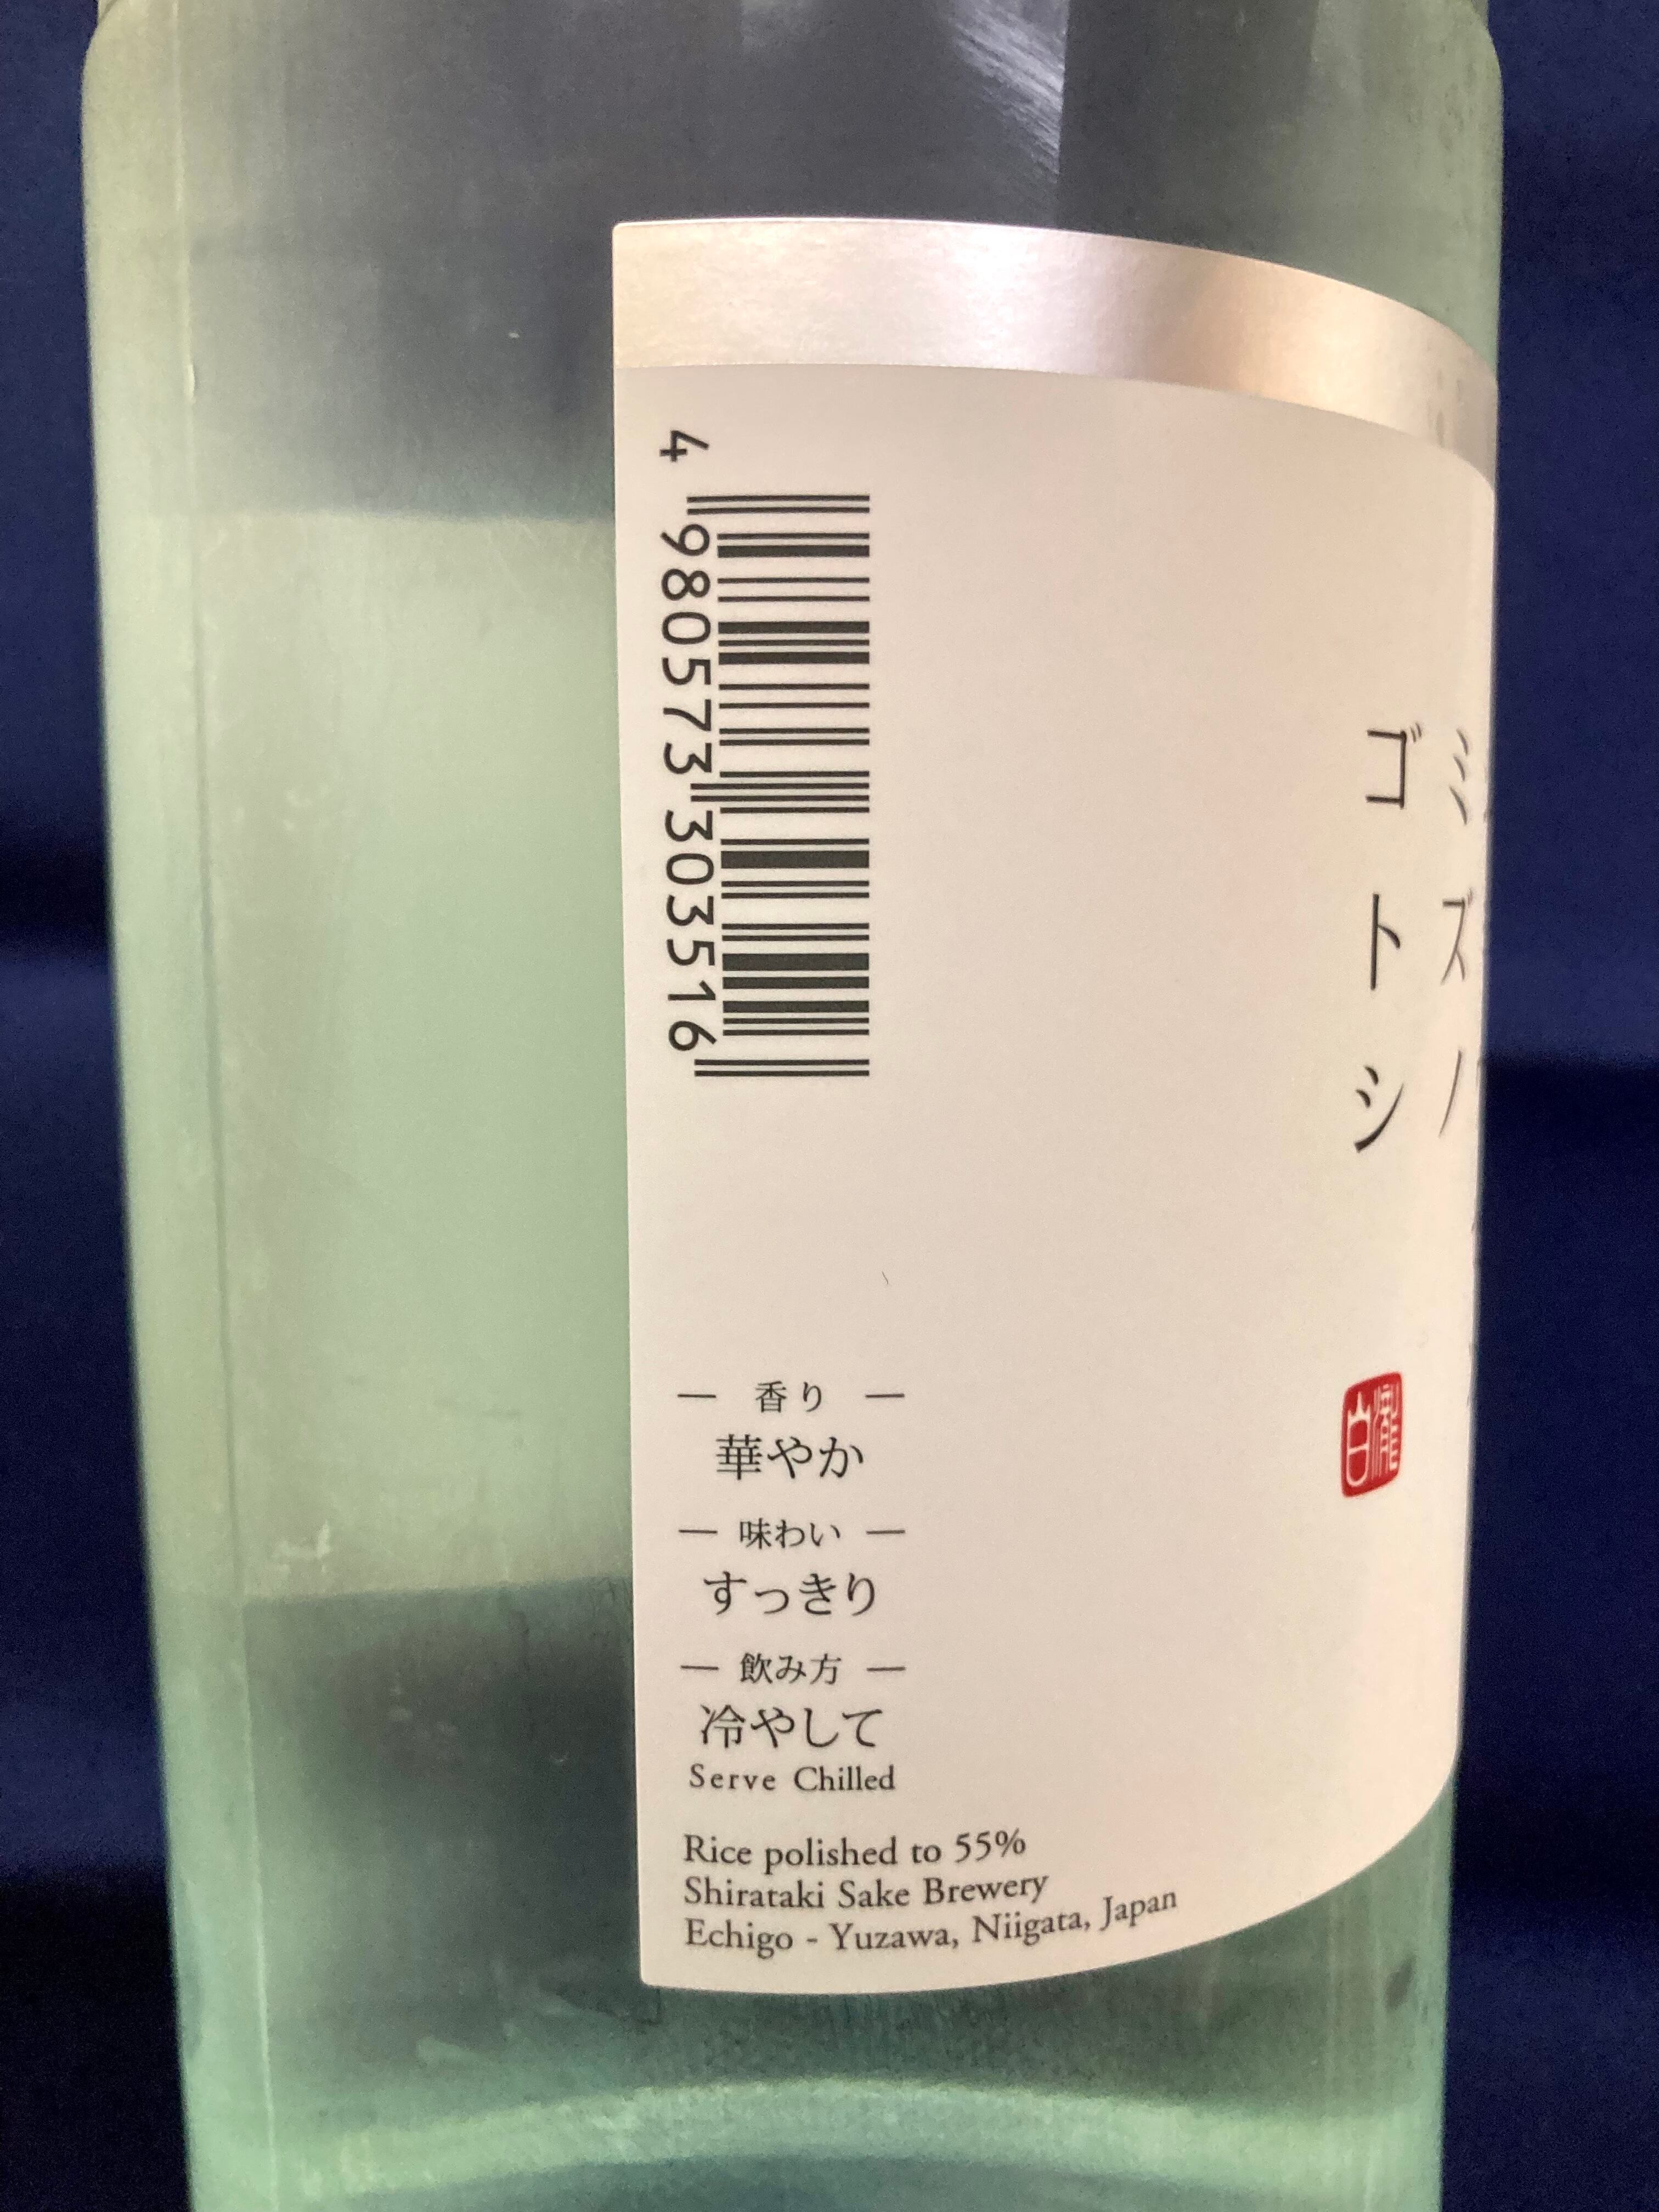 4 980573 303516
ミズノ
ゴトシ
香り
華やか
味わい
すっきり
飲み方
冷やして
Serve Chilled
Rice polished to 55%
Shirataki Sake Brewery
Echigo - Yuzawa, Niigata, Japan